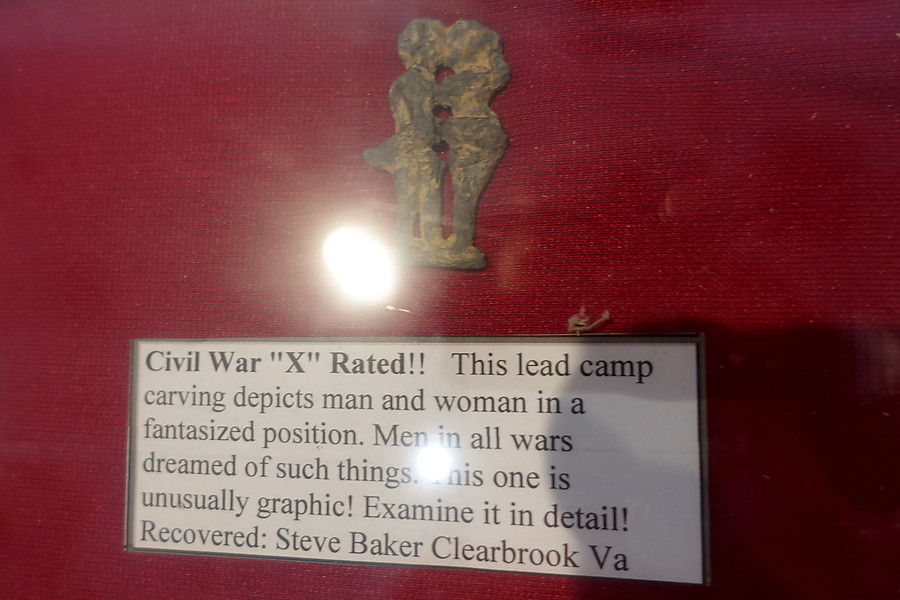 Civil War "X" Rated!! This lead camp
carving depicts man and woman in a
fantasized position. Men in all wars
dreamed of such things. This one is
unusually graphic! Examine it in detail!
Recovered: Steve Baker Clearbrook Va